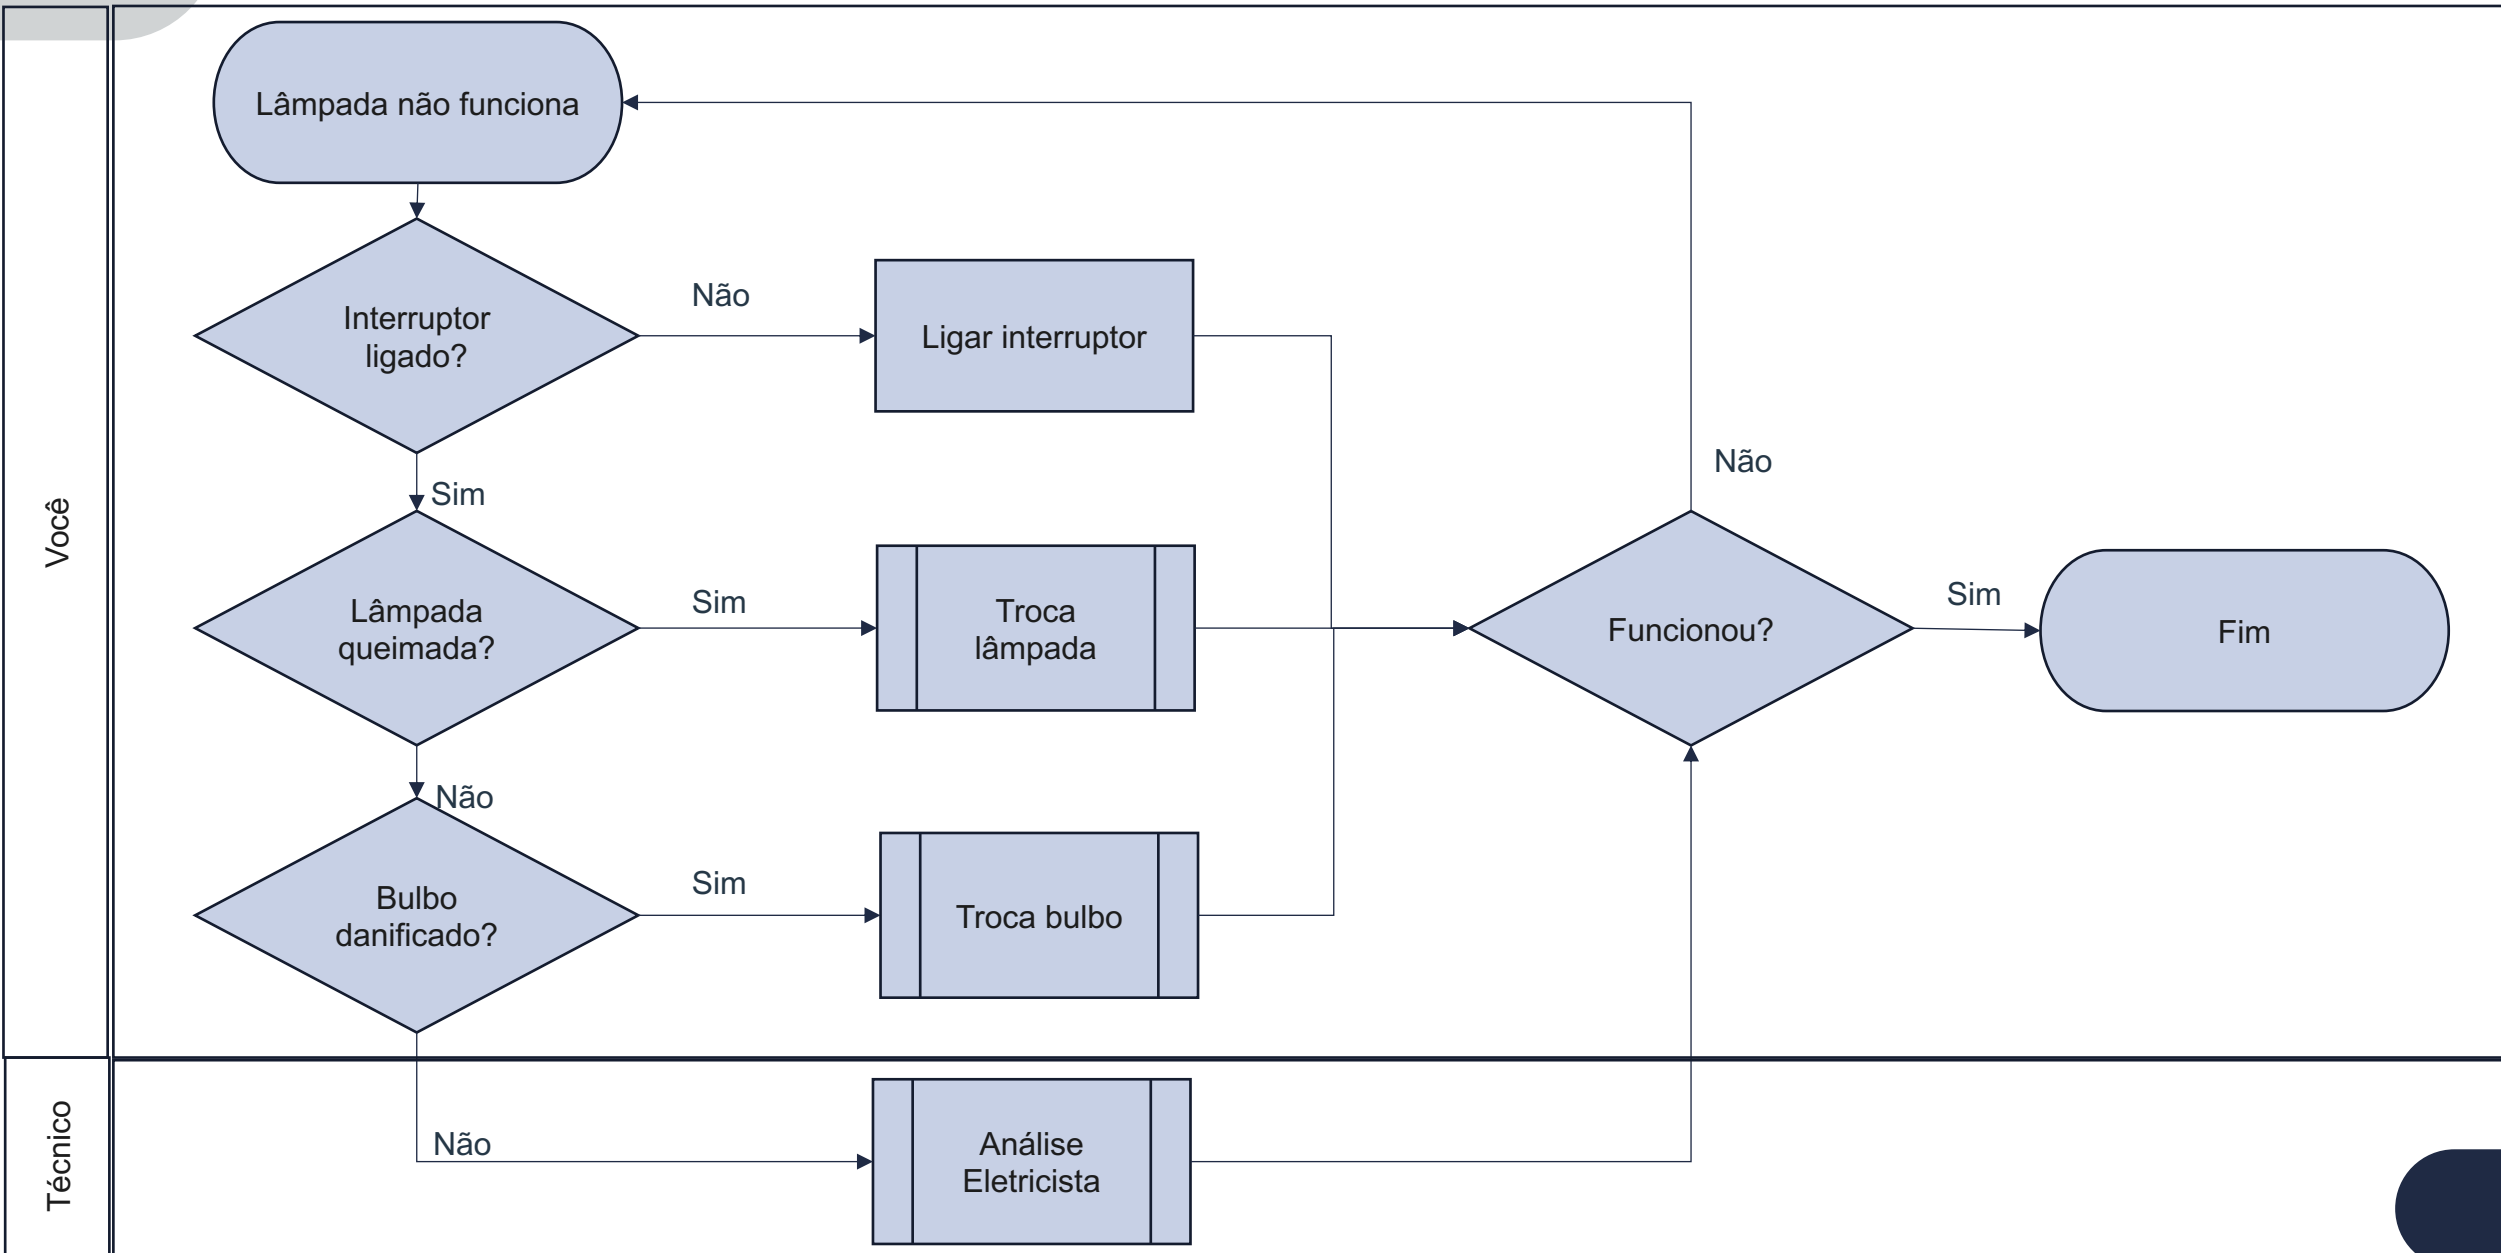 Lâmpada não funciona
Interruptor
ligado?
Não
Ligar interruptor
Sim
Lâmpada
queimada?
Sim
Troca
lâmpada
Não
Bulbo
danificado?
Sim
Troca bulbo
Funcionou?
Não
Sim
Fim
Você
Não
Análise
Eletricista
Técnico